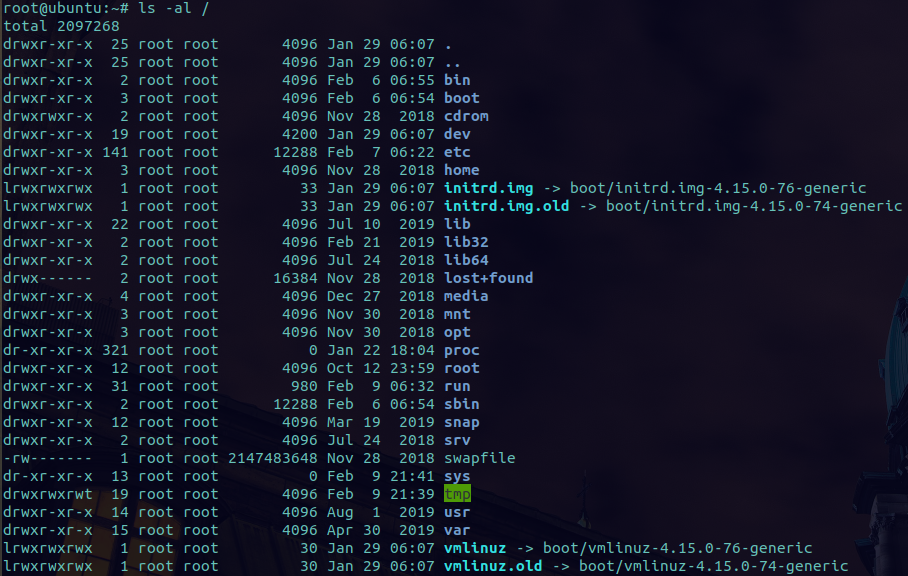 root@ubuntu:~# ls -al /
total 2097268
drwxr-xr-x  25 root root       4096 Jan 29 06:07 .
drwxr-xr-x  25 root root       4096 Jan 29 06:07 ..
drwxr-xr-x   2 root root       4096 Feb  6 06:55 bin
drwxr-xr-x   3 root root       4096 Feb  6 06:54 boot
drwxrwxr-x   2 root root       4096 Nov 28  2018 cdrom
drwxr-xr-x  19 root root       4200 Jan 29 06:07 dev
drwxr-xr-x 141 root root      12288 Feb  7 06:22 etc
drwxr-xr-x   3 root root       4096 Nov 28  2018 home
lrwxrwxrwx   1 root root         33 Jan 29 06:07 initrd.img -> boot/initrd.img-4.15.0-76-generic
lrwxrwxrwx   1 root root         33 Jan 29 06:07 initrd.img.old -> boot/initrd.img-4.15.0-74-generic
drwxr-xr-x  22 root root       4096 Jul 10  2019 lib
drwxr-xr-x   2 root root       4096 Feb 21  2019 lib32
drwxr-xr-x   2 root root       4096 Jul 24  2018 lib64
drwx------   2 root root      16384 Nov 28  2018 lost+found
drwxr-xr-x   4 root root       4096 Dec 27  2018 media
drwxr-xr-x   3 root root       4096 Nov 30  2018 mnt
drwxr-xr-x   3 root root       4096 Nov 30  2018 opt
dr-xr-xr-x 321 root root          0 Jan 22 18:04 proc
drwxr-xr-x  12 root root       4096 Oct 12 23:59 root
drwxr-xr-x  31 root root        980 Feb  9 06:32 run
drwxr-xr-x   2 root root      12288 Feb  6 06:54 sbin
drwxr-xr-x  12 root root       4096 Mar 19  2019 snap
drwxr-xr-x   2 root root       4096 Jul 24  2018 srv
-rw-------   1 root root 2147483648 Nov 28  2018 swapfile
dr-xr-xr-x  13 root root          0 Feb  9 21:41 sys
drwxrwxrwt  19 root root       4096 Feb  9 21:39 tmp
drwxr-xr-x  14 root root       4096 Aug  1  2019 usr
drwxr-xr-x  15 root root       4096 Apr 30  2019 var
lrwxrwxrwx   1 root root         30 Jan 29 06:07 vmlinuz -> boot/vmlinuz-4.15.0-76-generic
lrwxrwxrwx   1 root root         30 Jan 29 06:07 vmlinuz.old -> boot/vmlinuz-4.15.0-74-generic